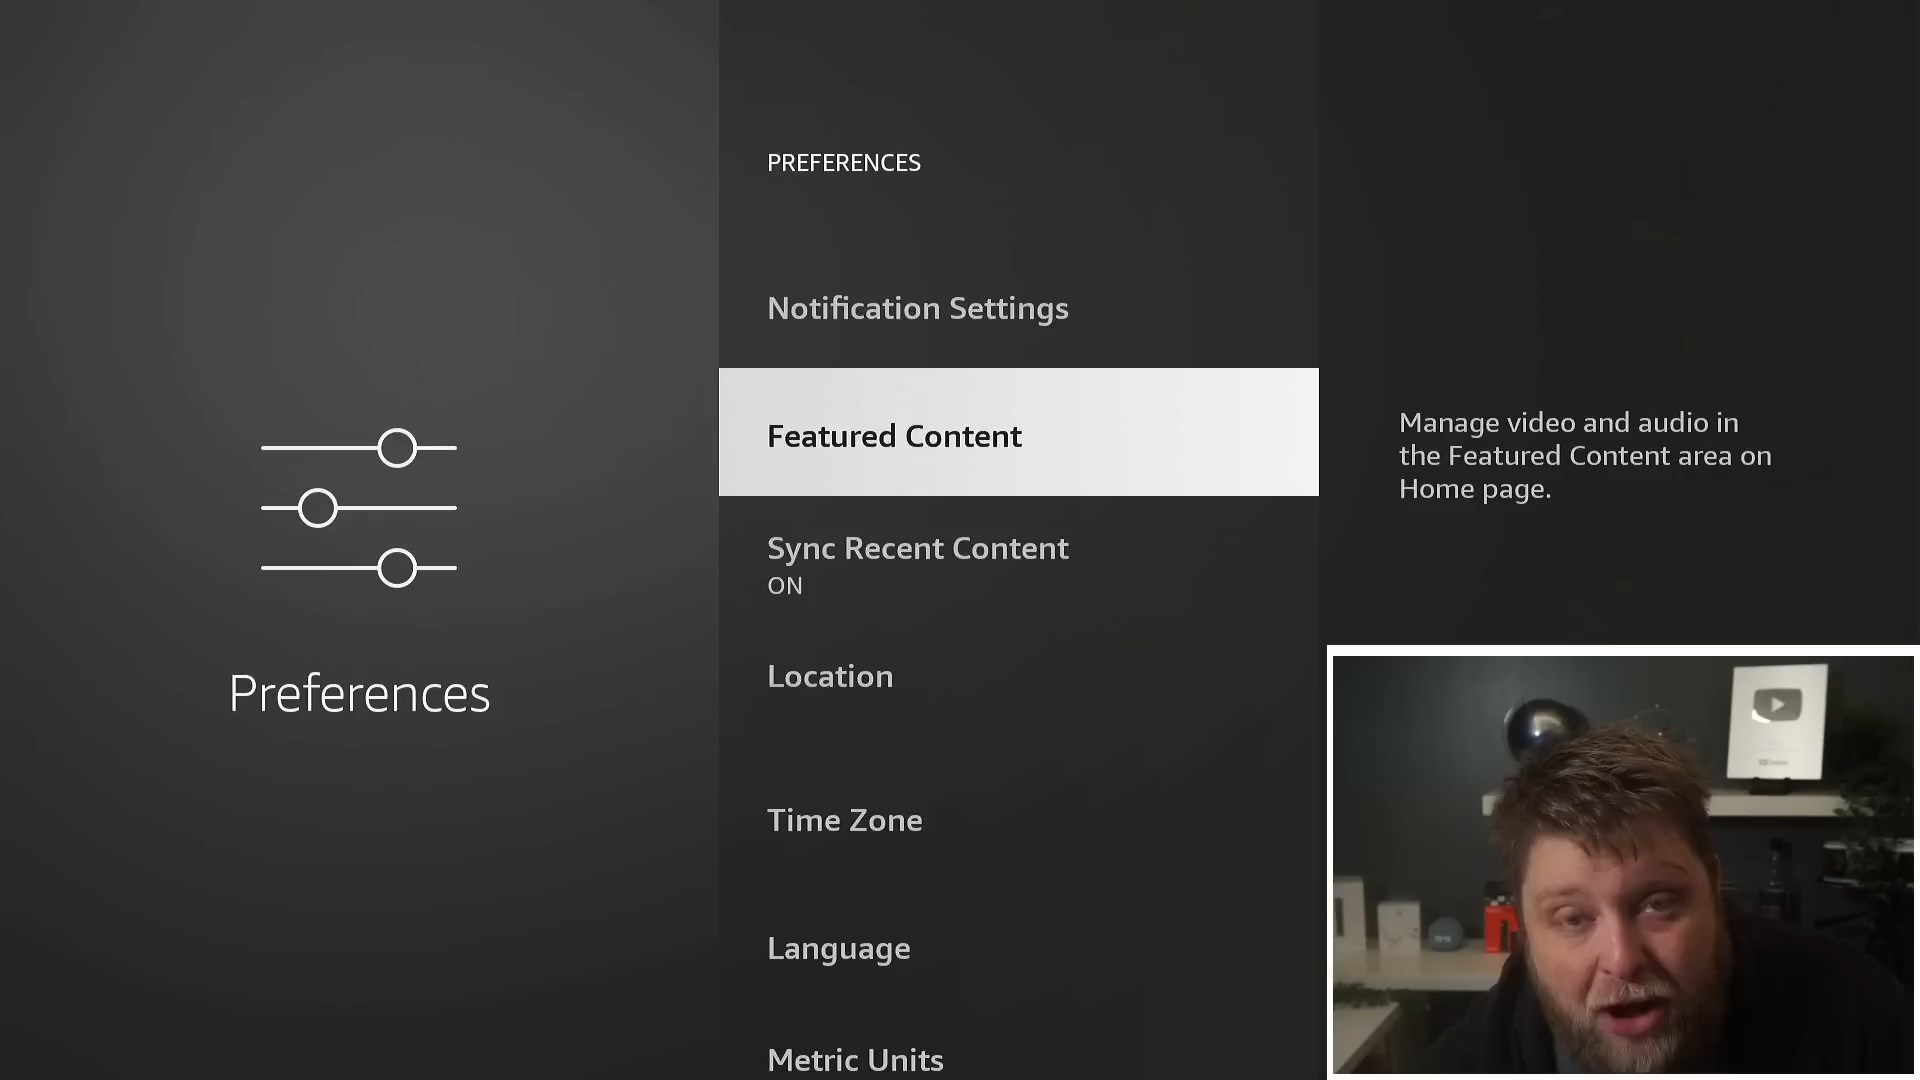 PREFERENCES
Notification Settings
Featured Content
Sync Recent Content
ON
Location
Time Zone
Language
Metric Units
Preferences
Manage video and audio in
the Featured Content area on
Home page.